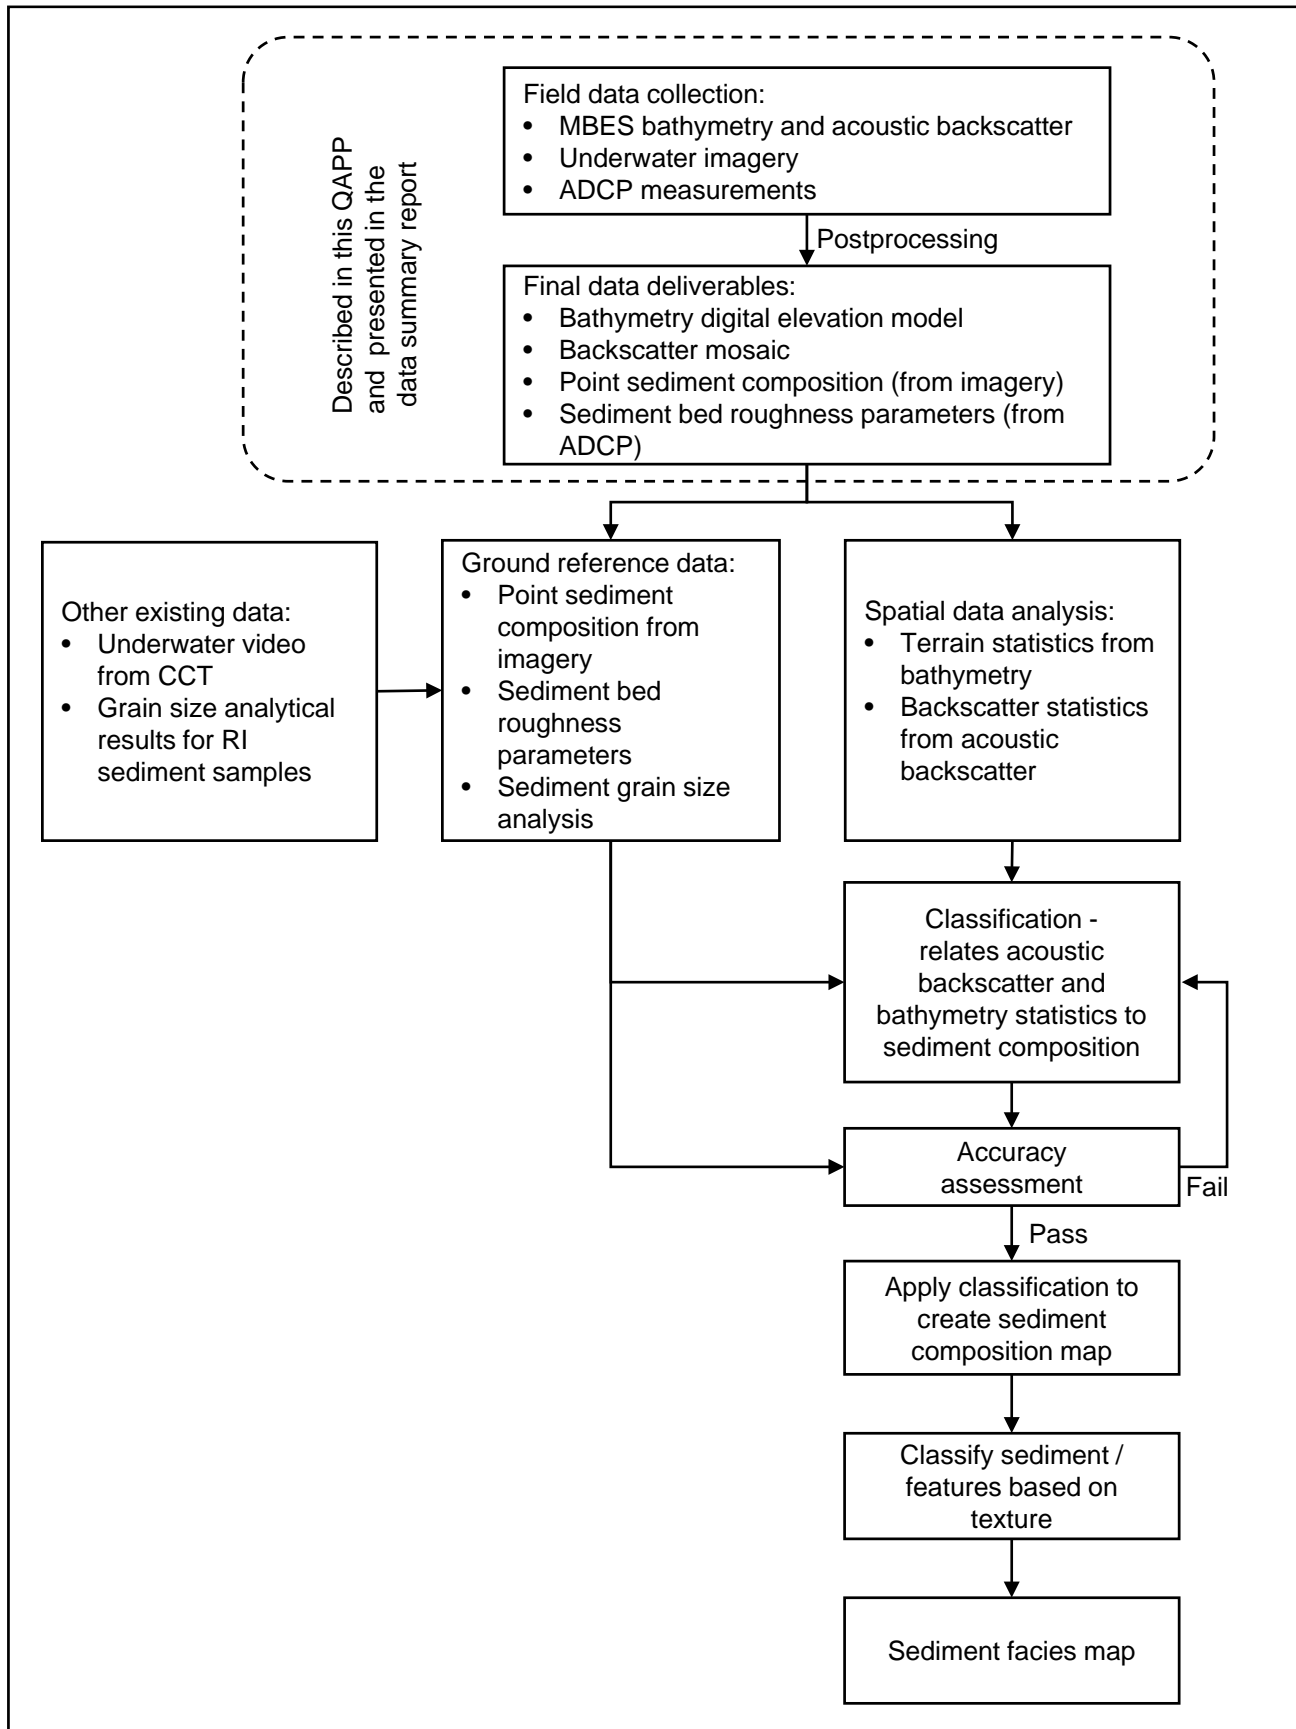 Described in this QAPP
and presented in the
data summary report
Field data collection:
• MBES bathymetry and acoustic backscatter
• Underwater imagery
• ADCP measurements
Postprocessing
Final data deliverables:
• Bathymetry digital elevation model
• Backscatter mosaic
• Point sediment composition (from imagery)
• Sediment bed roughness parameters (from
ADCP)
Other existing data:
• Underwater video
from CCT
• Grain size analytical
results for RI
sediment samples
Ground reference data:
• Point sediment
composition from
imagery
• Sediment bed
roughness
parameters
• Sediment grain size
analysis
Spatial data analysis:
• Terrain statistics from
bathymetry
• Backscatter statistics
from acoustic
backscatter
Classification -
relates acoustic
backscatter and
bathymetry statistics to
sediment composition
Accuracy
assessment
Fail
Pass
Apply classification to
create sediment
composition map
Classify sediment /
features based on
texture
Sediment facies map